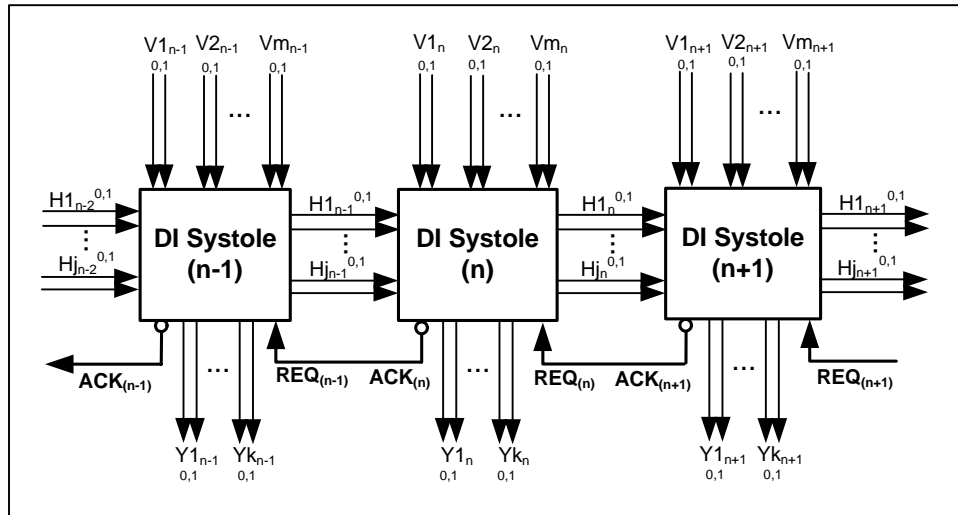 V1n-1 V2n-1 Vmn-1 V1n V2n Vmn V1n+1 V2n+1 Vmn+1
0,1 0,1 0,1 0,1 0,1 0,1 0,1 0,1 0,1
... ... ...
H1n-2 0,1 H1n-1 0,1 H1n 0,1 H1n+1 0,1
DI Systole DI Systole DI Systole
(n-1) (n) (n+1)
Hjn-2 0,1 Hjn-1 0,1 Hjn 0,1 Hjn+1 0,1
ACK(n-1) ... REQ(n-1) ACK(n) ... REQ(n) ACK(n+1) ... REQ(n+1)
Y1n-1 Ykn-1 Y1n Ykn Y1n+1 Ykn+1
0,1 0,1 0,1 0,1 0,1 0,1